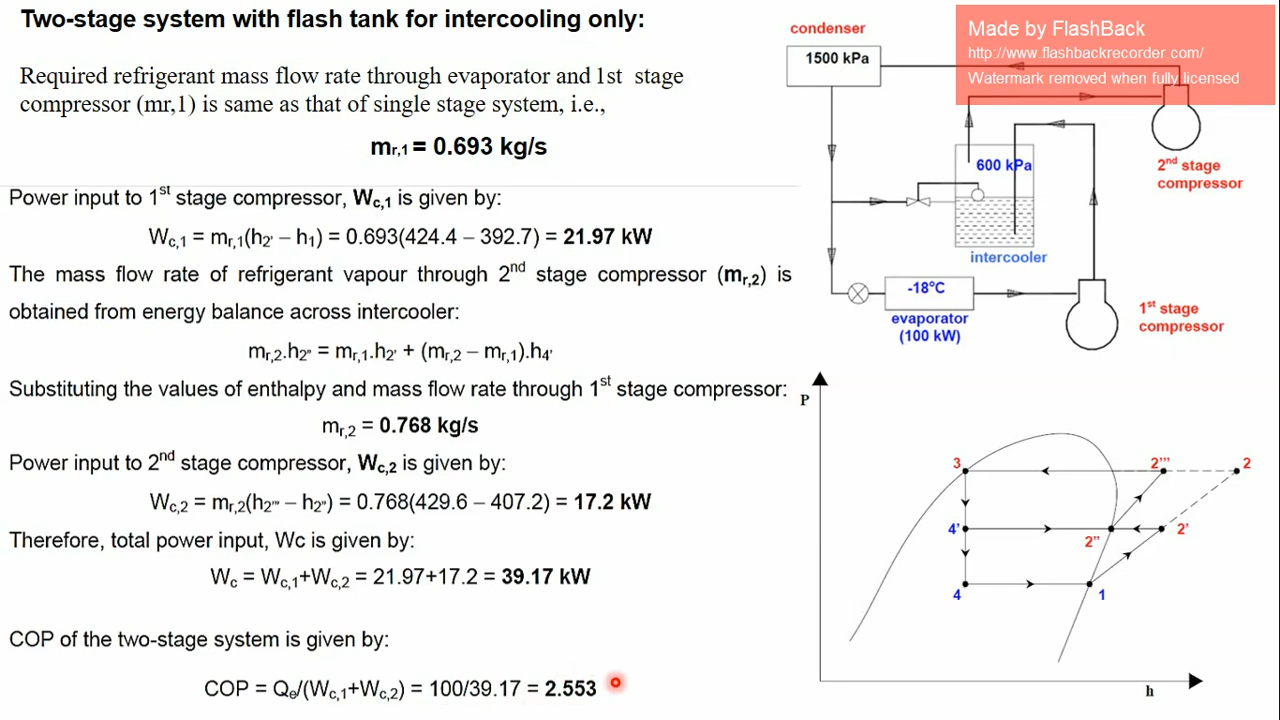 Two-stage system with flash tank for intercooling only:
Required refrigerant mass flow rate through evaporator and 1st stage
compressor (mr,1) is same as that of single stage system, i.e.,
mr,1 = 0.693 kg/s
Power input to 1st stage compressor, Wc,1 is given by:
Wc,1 = mr,1(h2' – h1) = 0.693(424.4 – 392.7) = 21.97 kW
The mass flow rate of refrigerant vapour through 2nd stage compressor (mr,2) is
obtained from energy balance across intercooler:
mr,2.h2" = mr,1.h2' + (mr,2 – mr,1).h4'
Substituting the values of enthalpy and mass flow rate through 1st stage compressor:
mr,2 = 0.768 kg/s
Power input to 2nd stage compressor, Wc,2 is given by:
Wc,2 = mr,2(h2"' – h2") = 0.768(429.6 – 407.2) = 17.2 kW
Therefore, total power input, Wc is given by:
Wc = Wc,1+Wc,2 = 21.97+17.2 = 39.17 kW
COP of the two-stage system is given by:
COP = Qe/(Wc,1+Wc,2) = 100/39.17 = 2.553
condenser
1500 kPa
Made by FlashBack
http://www.flashbackrecorder.com/
Watermark removed when fully licensed
600 kPa
2nd stage
compressor
intercooler
-18°C
evaporator
(100 kW)
1st stage
compressor
P
3
2"'
2
4'
2"
2'
4
1
h